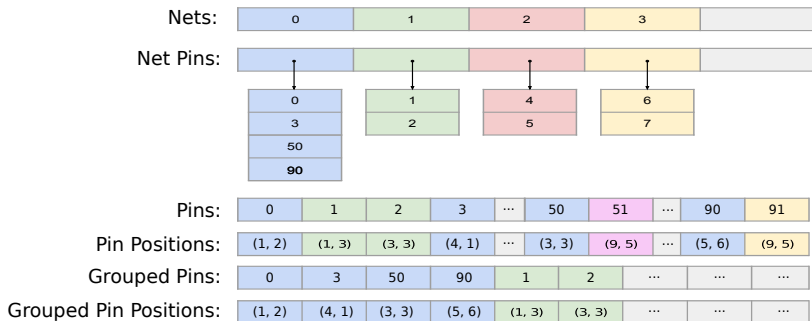 Nets: 0 1 2 3
Net Pins:
0 1 4 6
3 2 5 7
50
90
Pins: 0 1 2 3 ... 50 51 ... 90 91
Pin Positions: (1, 2) (1, 3) (3, 3) (4, 1) ... (3, 3) (9, 5) ... (5, 6) (9, 5)
Grouped Pins: 0 3 50 90 1 2 ... ... ...
Grouped Pin Positions: (1, 2) (4, 1) (3, 3) (5, 6) (1, 3) (3, 3) ... ... ...